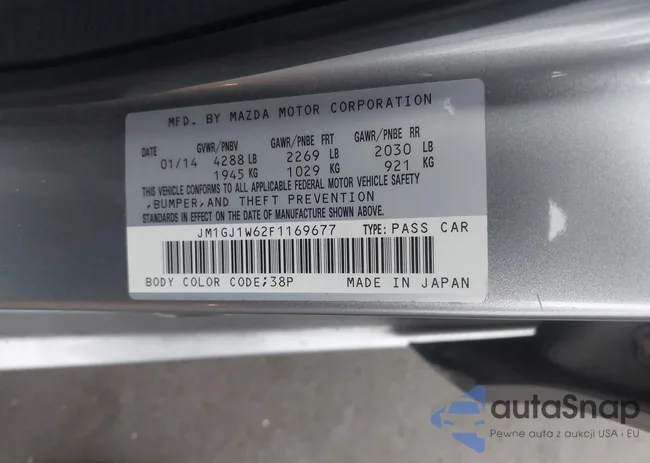 MFD. BY MAZDA MOTOR CORPORATION
DATE GVWR/PNBV GAWR/PNBE FRT GAWR/PNBE RR
01/14 4288 LB 2269 LB 2030 LB
1945 KG 1029 KG 921 KG
THIS VEHICLE CONFORMS TO ALL APPLICABLE FEDERAL MOTOR VEHICLE SAFETY
,BUMPER,AND THEFT PREVENTION
STANDARDS IN EFFECT ON THE DATE OF MANUFACTURE SHOWN ABOVE.
JM1GJ1W62F1169677 TYPE: PASS CAR
BODY COLOR CODE;38P MADE IN JAPAN
autoSnap
Pewne auta z aukcji USA i EU